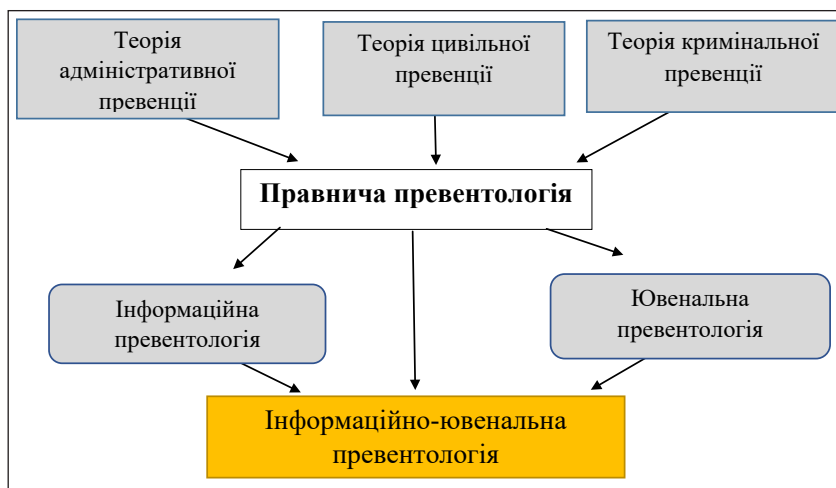 Теорія
адміністративної
превенції
Теорія цивільної
превенції
Теорія кримінальної
превенції
Правнича превентологія
Інформаційна
превентологія
Ювенальна
превентологія
Інформаційно-ювенальна
превентологія